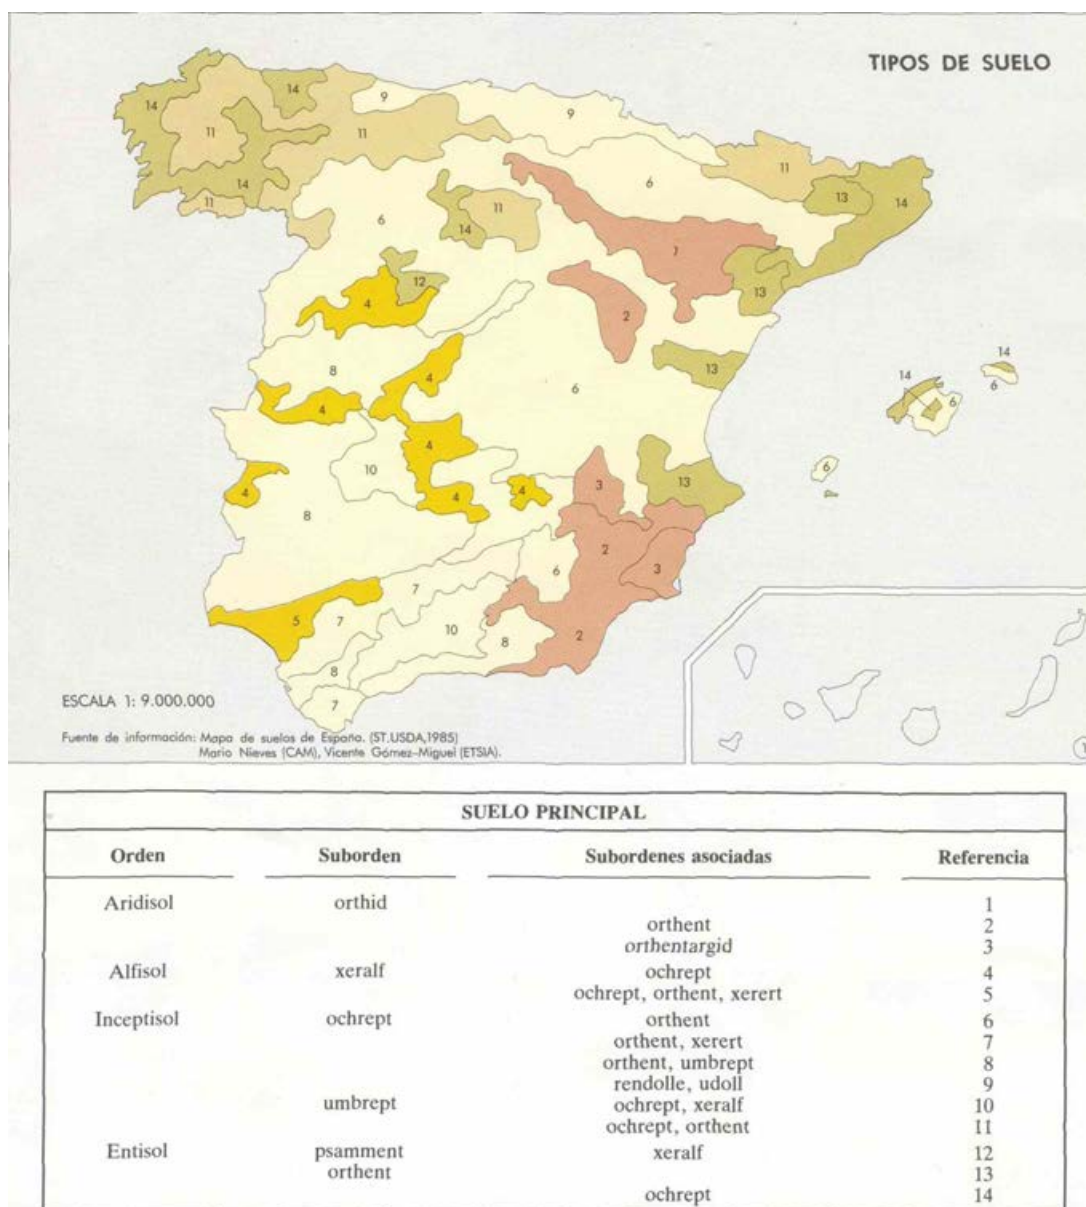 TIPOS DE SUELO
14
14
9
9
11
11
11
6
13
14
14
11
11
6
14
1
12
13
4
2
14
13
14
8
4
6
6
6
4
4
10
6
3
13
4
4
4
8
2
6
3
7
5
7
10
8
2
8
7
ESCALA 1: 9.000.000
Fuente de información: Mapa de suelos de España. (ST.USDA,1985)
Mario Nieves (CAM), Vicente Gómez-Miguel (ETSIA).
SUELO PRINCIPAL
Orden Suborden Subordenes asociadas Referencia
Aridisol orthid 1
orthent 2
orthentargid 3
Alfisol xeralf ochrept 4
ochrept, orthent, xerert 5
Inceptisol ochrept orthent 6
orthent, xerert 7
orthent, umbrept 8
rendolle, udoll 9
umbrept ochrept, xeralf 10
ochrept, orthent 11
Entisol psamment xeralf 12
orthent 13
ochrept 14